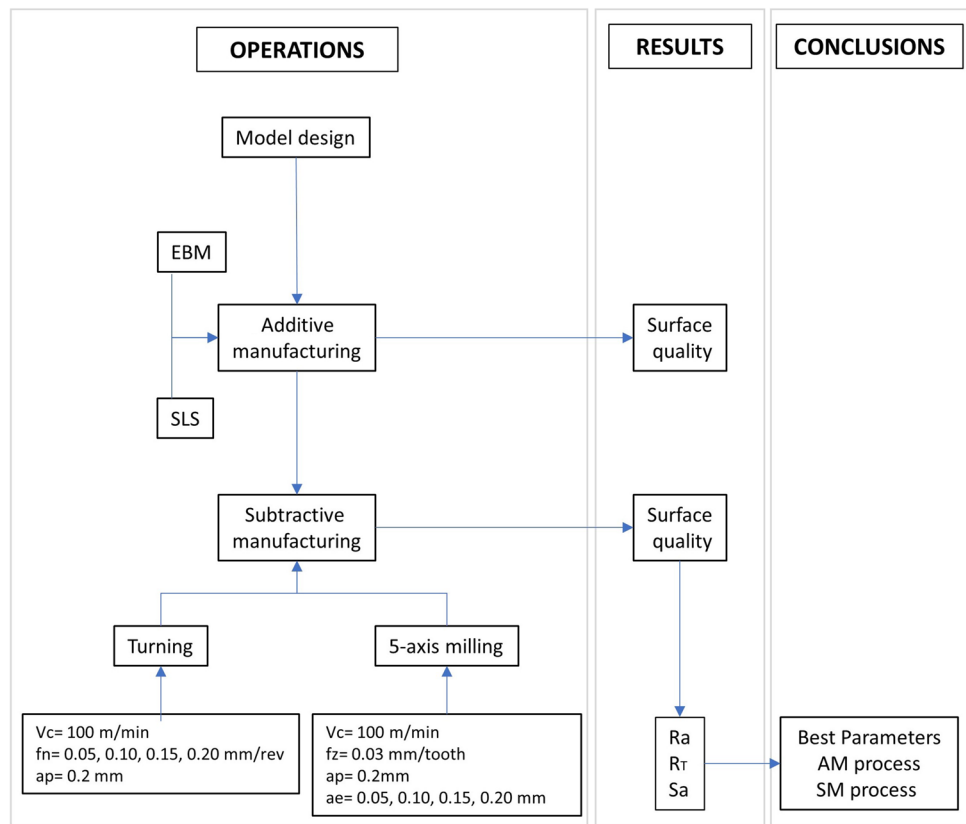 OPERATIONS
RESULTS
CONCLUSIONS
Model design
EBM
Additive
manufacturing
Surface
quality
SLS
Subtractive
manufacturing
Surface
quality
Turning
5-axis milling
Vc= 100 m/min
fn= 0.05, 0.10, 0.15, 0.20 mm/rev
ap= 0.2 mm
Vc= 100 m/min
fz= 0.03 mm/tooth
ap= 0.2mm
ae= 0.05, 0.10, 0.15, 0.20 mm
Ra
RT
Sa
Best Parameters
AM process
SM process